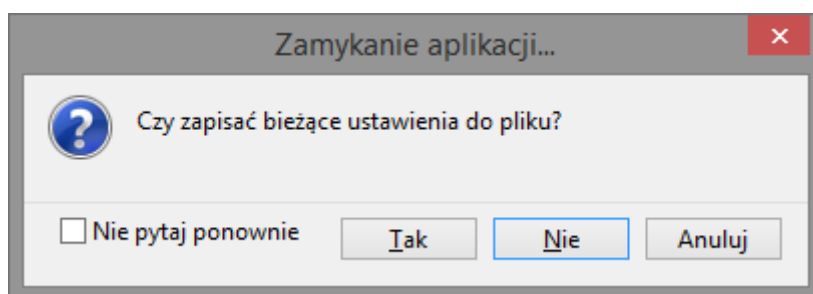 Zamykanie aplikacji...
Czy zapisać bieżące ustawienia do pliku?
Nie pytaj ponownie Tak Nie Anuluj